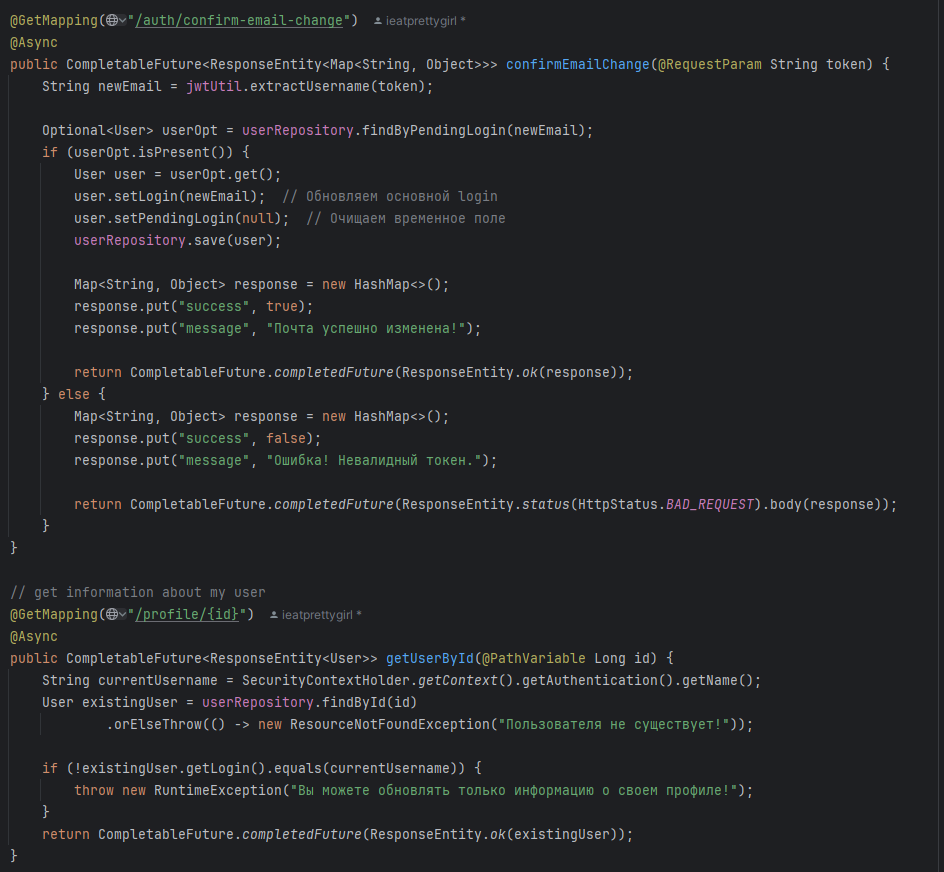 @GetMapping("/auth/confirm-email-change") ieatprettygirl *
@Async
public CompletableFuture<ResponseEntity<Map<String, Object>>> confirmEmailChange(@RequestParam String token) {
    String newEmail = jwtUtil.extractUsername(token);

    Optional<User> userOpt = userRepository.findByPendingLogin(newEmail);
    if (userOpt.isPresent()) {
        User user = userOpt.get();
        user.setLogin(newEmail);  // Обновляем основной login
        user.setPendingLogin(null);  // Очищаем временное поле
        userRepository.save(user);

        Map<String, Object> response = new HashMap<>();
        response.put("success", true);
        response.put("message", "Почта успешно изменена!");

        return CompletableFuture.completedFuture(ResponseEntity.ok(response));
    } else {
        Map<String, Object> response = new HashMap<>();
        response.put("success", false);
        response.put("message", "Ошибка! Невалидный токен.");

        return CompletableFuture.completedFuture(ResponseEntity.status(HttpStatus.BAD_REQUEST).body(response));
    }
}

// get information about my user
@GetMapping("/profile/{id}") ieatprettygirl *
@Async
public CompletableFuture<ResponseEntity<User>> getUserById(@PathVariable Long id) {
    String currentUsername = SecurityContextHolder.getContext().getAuthentication().getName();
    User existingUser = userRepository.findById(id)
            .orElseThrow(() -> new ResourceNotFoundException("Пользователя не существует!"));

    if (!existingUser.getLogin().equals(currentUsername)) {
        throw new RuntimeException("Вы можете обновлять только информацию о своем профиле!");
    }
    return CompletableFuture.completedFuture(ResponseEntity.ok(existingUser));
}